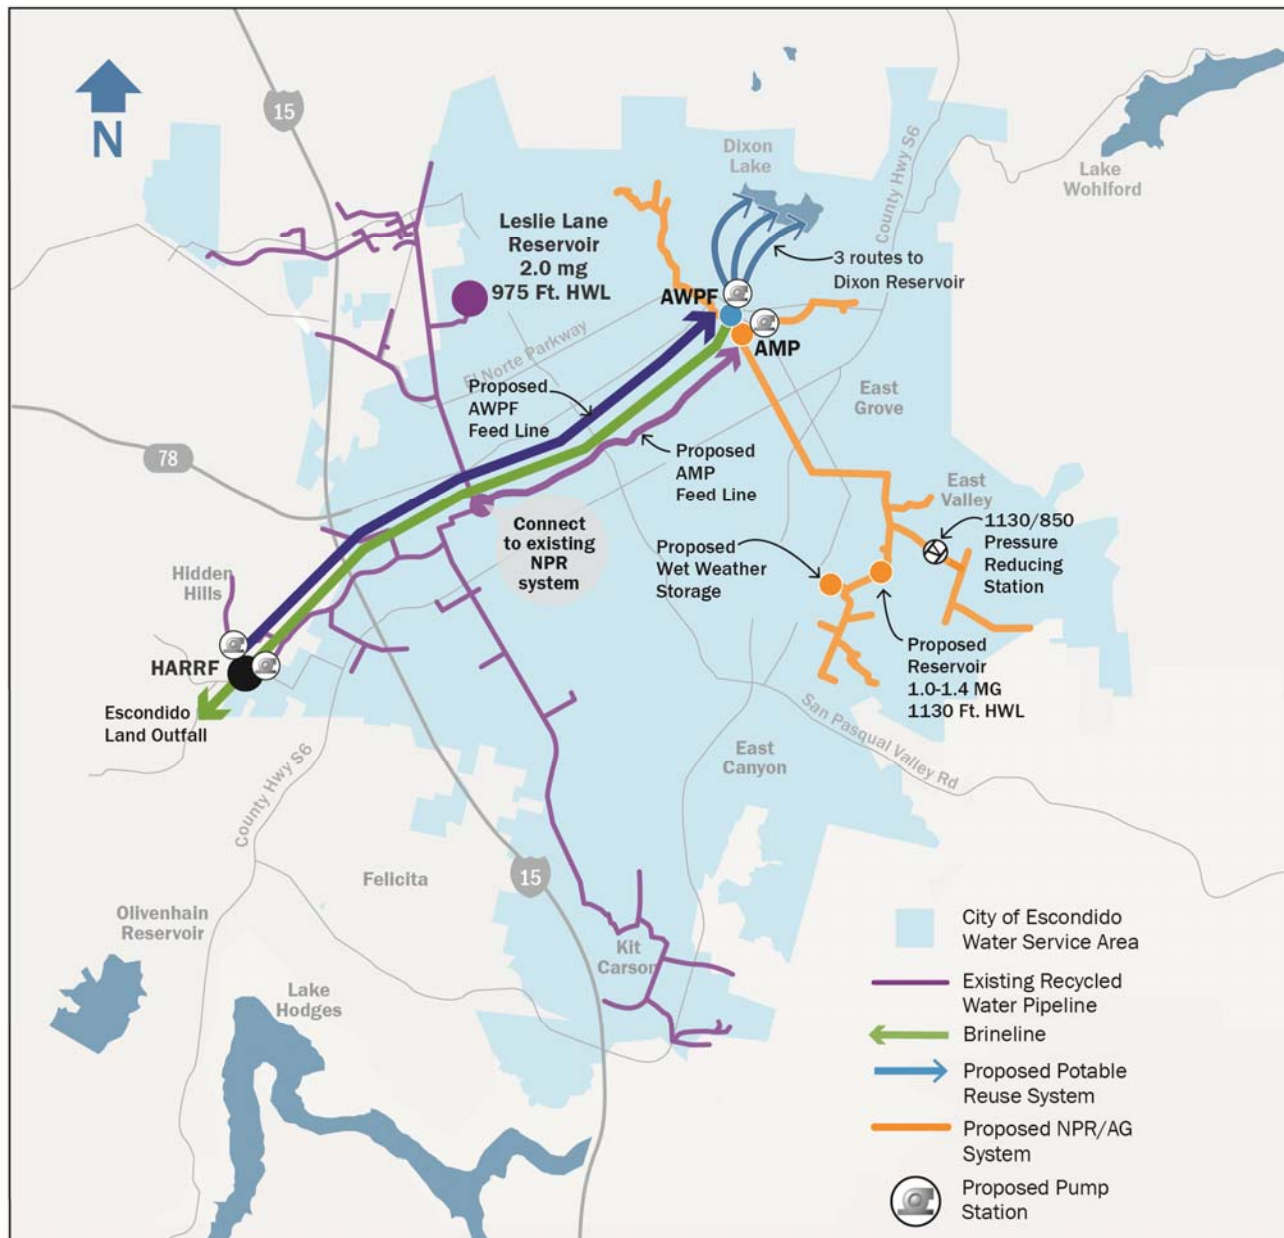 N
15
Dixon
Lake
County Hwy S6
Lake
Wohlford
Leslie Lane
Reservoir
2.0 mg
975 Ft. HWL
3 routes to
Dixon Reservoir
AWPF
AMP
El Norte Parkway
Proposed
AWPF
Feed Line
East
Grove
78
Proposed
AMP
Feed Line
East
Valley
Connect
to existing
NPR
system
Proposed
Wet Weather
Storage
1130/850
Pressure
Reducing
Station
Hidden
Hills
HARRF
Proposed
Reservoir
1.0-1.4 MG
1130 Ft. HWL
Escondido
Land Outfall
San Pasqual Valley Rd
East
Canyon
County Hwy S6
Felicita
15
Olivenhain
Reservoir
Kit
Carson
Lake
Hodges
City of Escondido
Water Service Area
Existing Recycled
Water Pipeline
Brineline
Proposed Potable
Reuse System
Proposed NPR/AG
System
Proposed Pump
Station